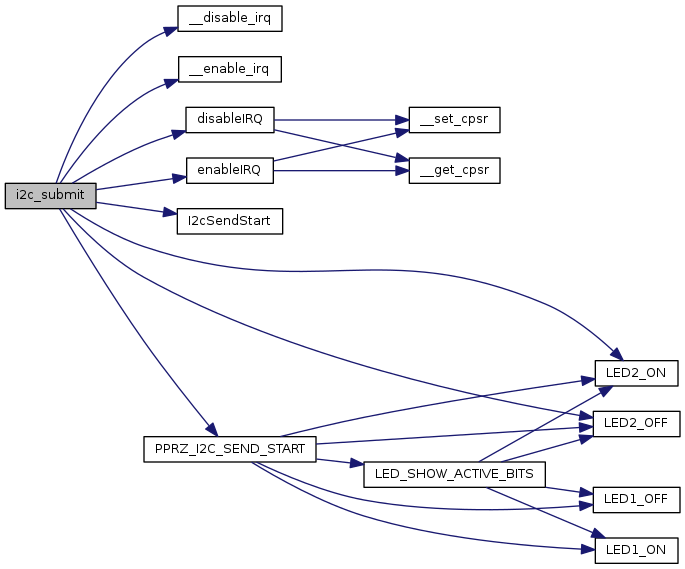 __disable_irq
__enable_irq
disableIRQ
__set_cpsr
enableIRQ
__get_cpsr
i2c_submit
I2cSendStart
LED2_ON
LED2_OFF
PPRZ_I2C_SEND_START
LED_SHOW_ACTIVE_BITS
LED1_OFF
LED1_ON